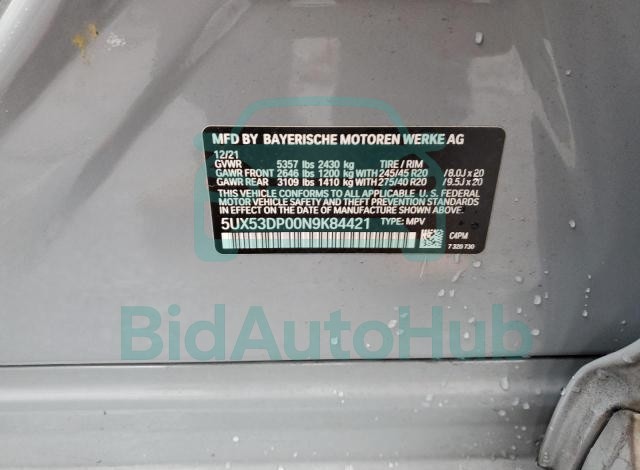 MFD BY BAYERISCHE MOTOREN WERKE AG
12/21
GVWR 5357 lbs 2430 kg TIRE / RIM
GAWR FRONT 2646 lbs 1200 kg WITH 245/45 R20 /8.0J x 20
GAWR REAR 3109 lbs 1410 kg WITH 275/40 R20 /9.5J x 20
THIS VEHICLE CONFORMS TO ALL APPLICABLE U. S. FEDERAL
MOTOR VEHICLE SAFETY AND THEFT PREVENTION STANDARDS IN
EFFECT ON THE DATE OF MANUFACTURE SHOWN ABOVE.
5UX53DP00N9K84421 TYPE: MPV
C4PM
7 329 730
BidAutoHub